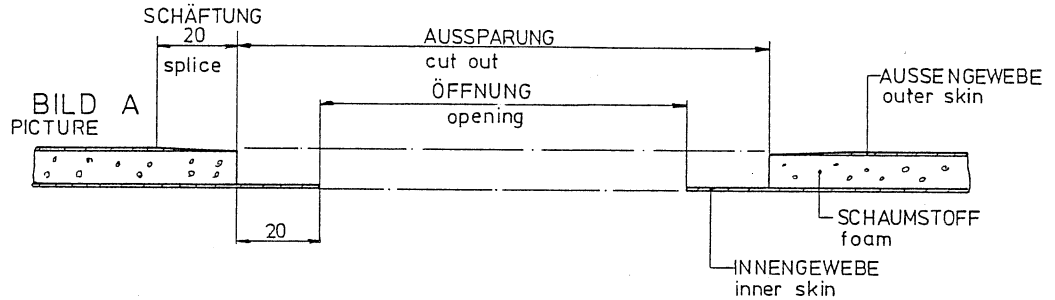 SCHÄFTUNG
20
splice
AUSSPARUNG
cut out
ÖFFNUNG
opening
AUSSENGEWEBE
outer skin
BILD A
PICTURE
20
SCHAUMSTOFF
foam
INNENGEWEBE
inner skin